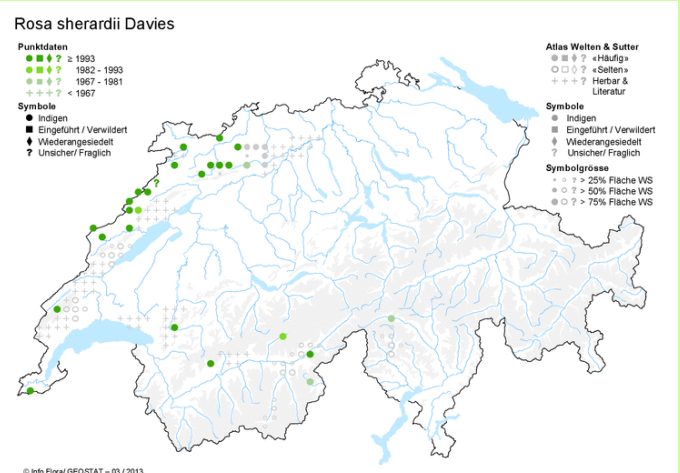 Rosa sherardii Davies
Punktdaten
? ≥ 1993
? 1982 - 1993
? 1967 - 1981
? < 1967
Symbole
Indigen
Eingeführt / Verwildert
Wiederangesiedelt
? Unsicher/ Fraglich
?
Atlas Welten & Sutter
? «Häufig»
? «Selten»
? Herbar &
Literatur
Symbole
Indigen
Eingeführt / Verwildert
Wiederangesiedelt
? Unsicher/ Fraglich
Symbolgrösse
? > 25% Fläche WS
? > 50% Fläche WS
? > 75% Fläche WS
© Info Flora/ GEOSTAT – 03 / 2013